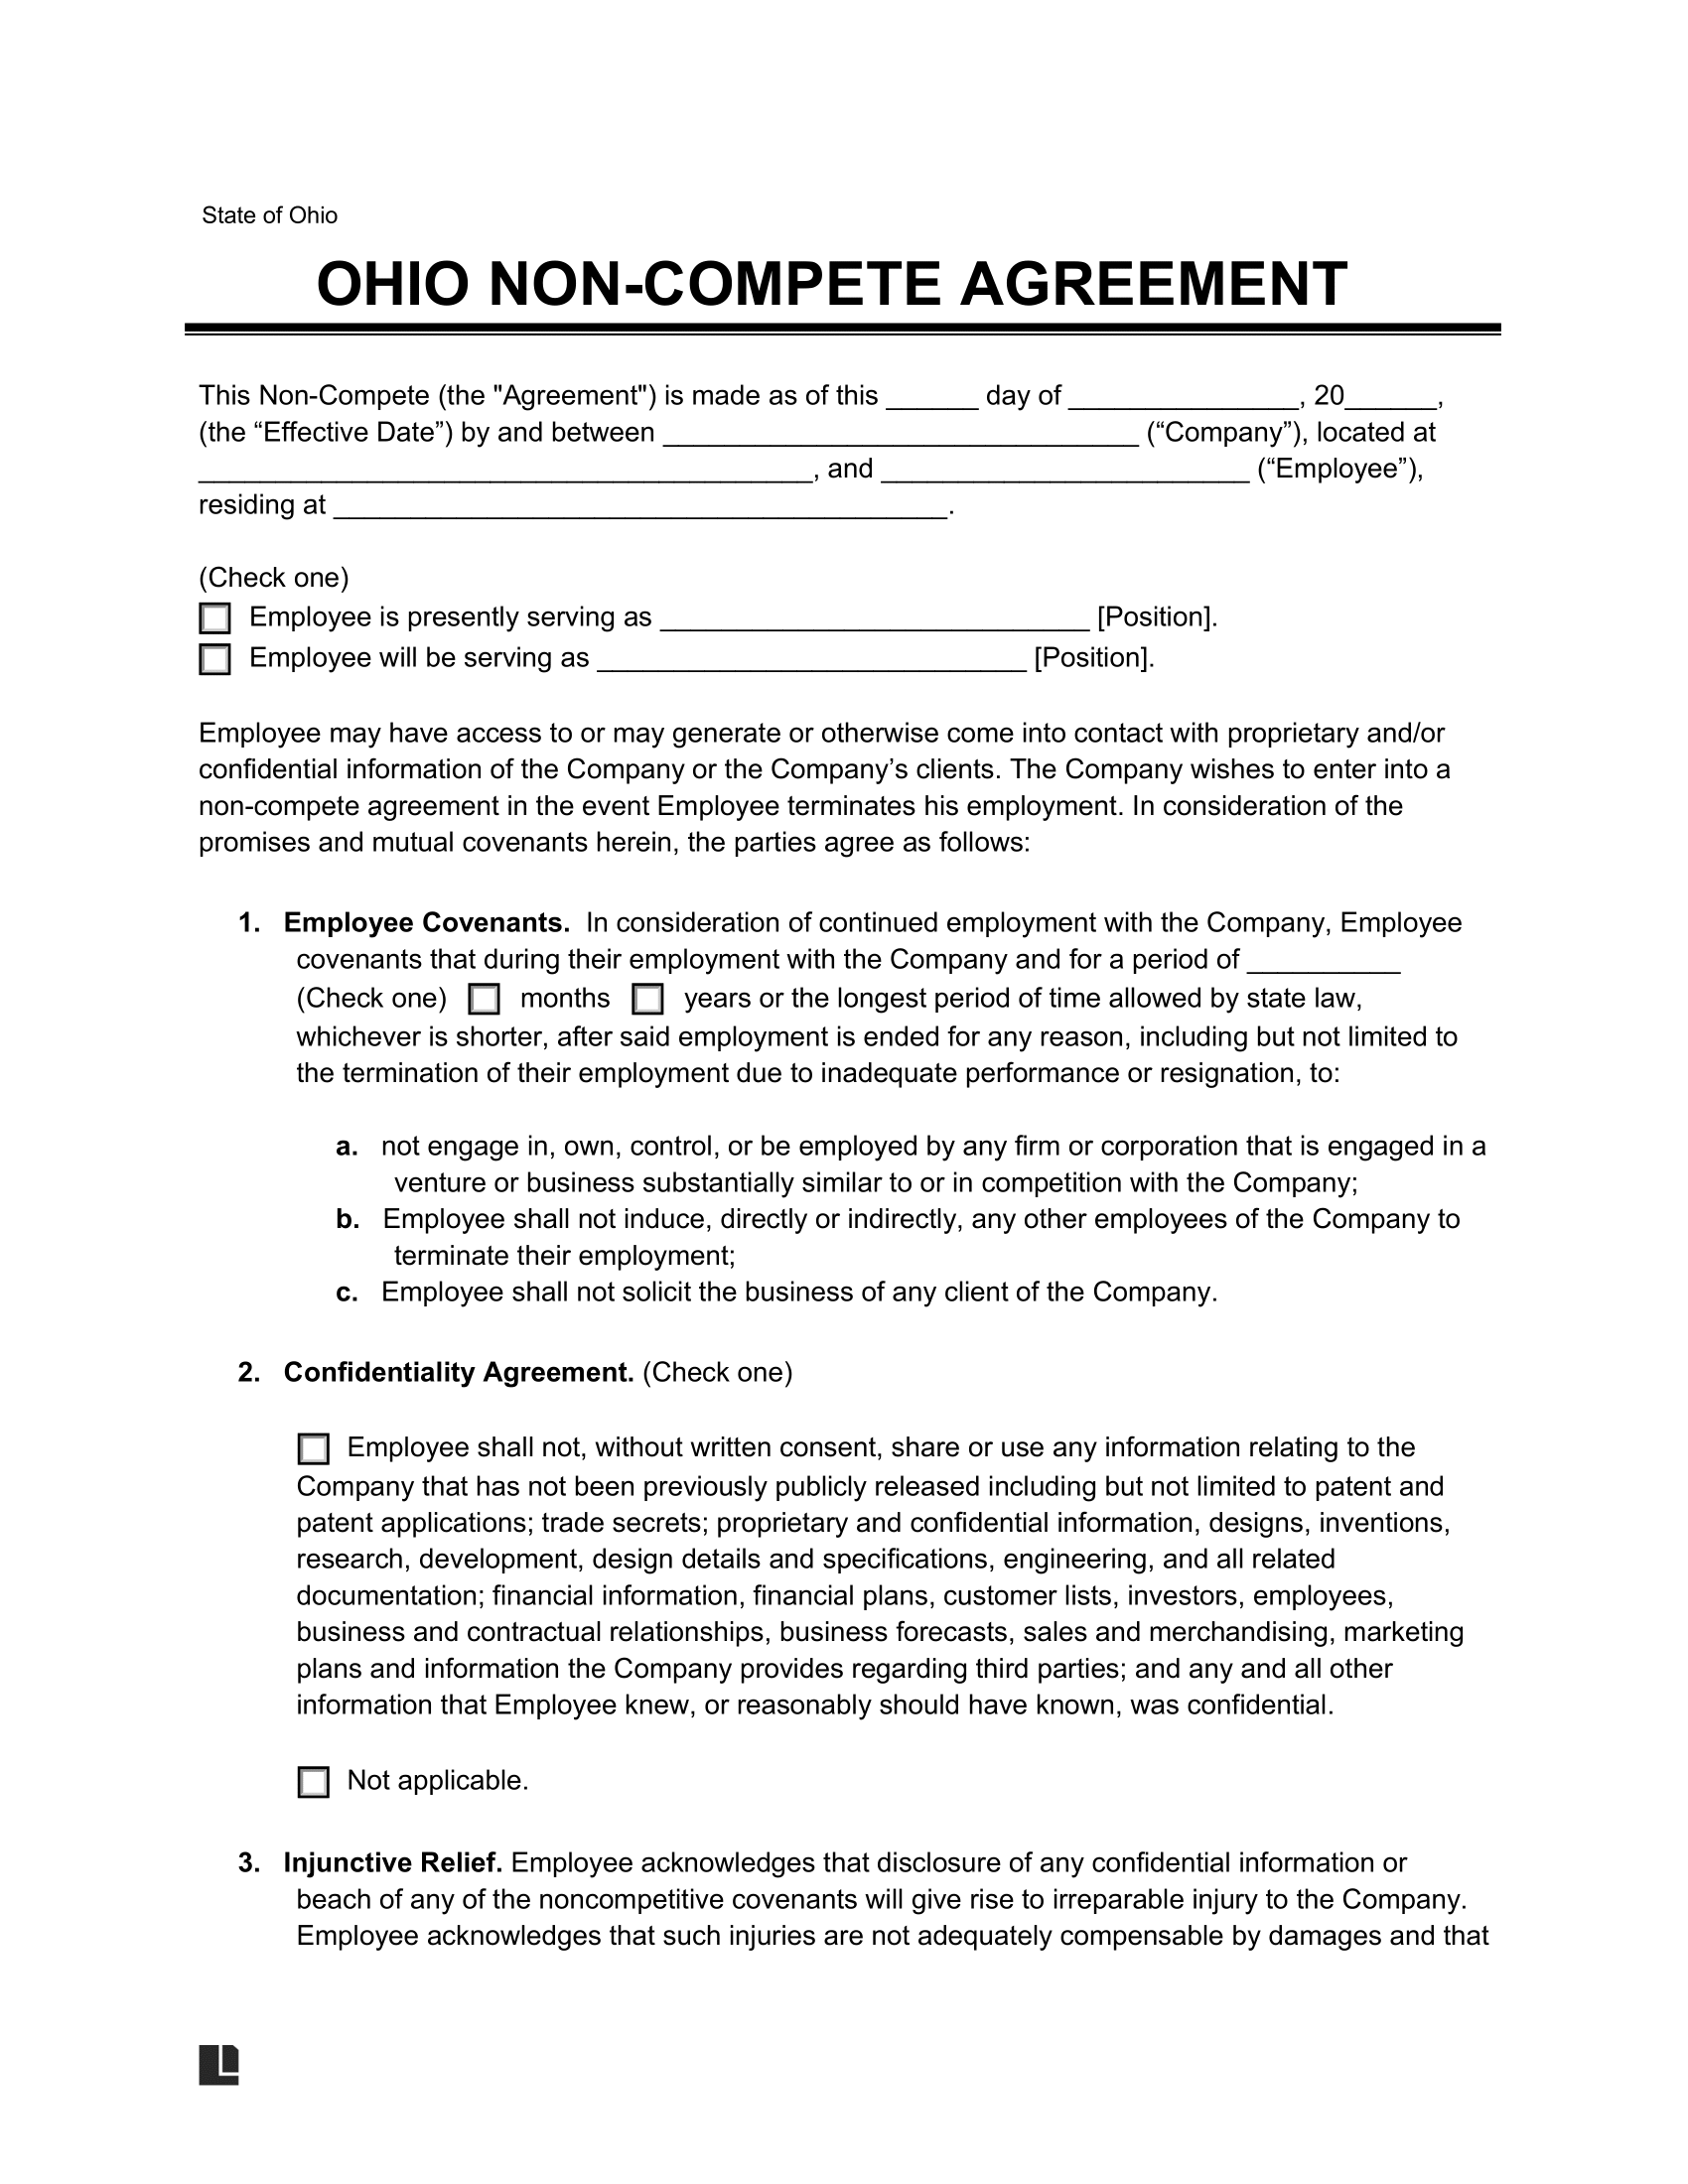 State of Ohio
OHIO NON-COMPETE AGREEMENT
This Non-Compete (the "Agreement") is made as of this ______ day of _______________, 20______,
(the “Effective Date”) by and between _______________________________ (“Company”), located at
________________________________________, and ________________________ (“Employee”),
residing at ________________________________________.
(Check one)
Employee is presently serving as ____________________________ [Position].
Employee will be serving as ____________________________ [Position].
Employee may have access to or may generate or otherwise come into contact with proprietary and/or
confidential information of the Company or the Company’s clients. The Company wishes to enter into a
non-compete agreement in the event Employee terminates his employment. In consideration of the
promises and mutual covenants herein, the parties agree as follows:
1. Employee Covenants. In consideration of continued employment with the Company, Employee
covenants that during their employment with the Company and for a period of __________
(Check one) months years or the longest period of time allowed by state law,
whichever is shorter, after said employment is ended for any reason, including but not limited to
the termination of their employment due to inadequate performance or resignation, to:
a. not engage in, own, control, or be employed by any firm or corporation that is engaged in a
venture or business substantially similar to or in competition with the Company;
b. Employee shall not induce, directly or indirectly, any other employees of the Company to
terminate their employment;
c. Employee shall not solicit the business of any client of the Company.
2. Confidentiality Agreement. (Check one)
Employee shall not, without written consent, share or use any information relating to the
Company that has not been previously publicly released including but not limited to patent and
patent applications; trade secrets; proprietary and confidential information, designs, inventions,
research, development, design details and specifications, engineering, and all related
documentation; financial information, financial plans, customer lists, investors, employees,
business and contractual relationships, business forecasts, sales and merchandising, marketing
plans and information the Company provides regarding third parties; and any and all other
information that Employee knew, or reasonably should have known, was confidential.
Not applicable.
3. Injunctive Relief. Employee acknowledges that disclosure of any confidential information or
beach of any of the noncompetitive covenants will give rise to irreparable injury to the Company.
Employee acknowledges that such injuries are not adequately compensable by damages and that